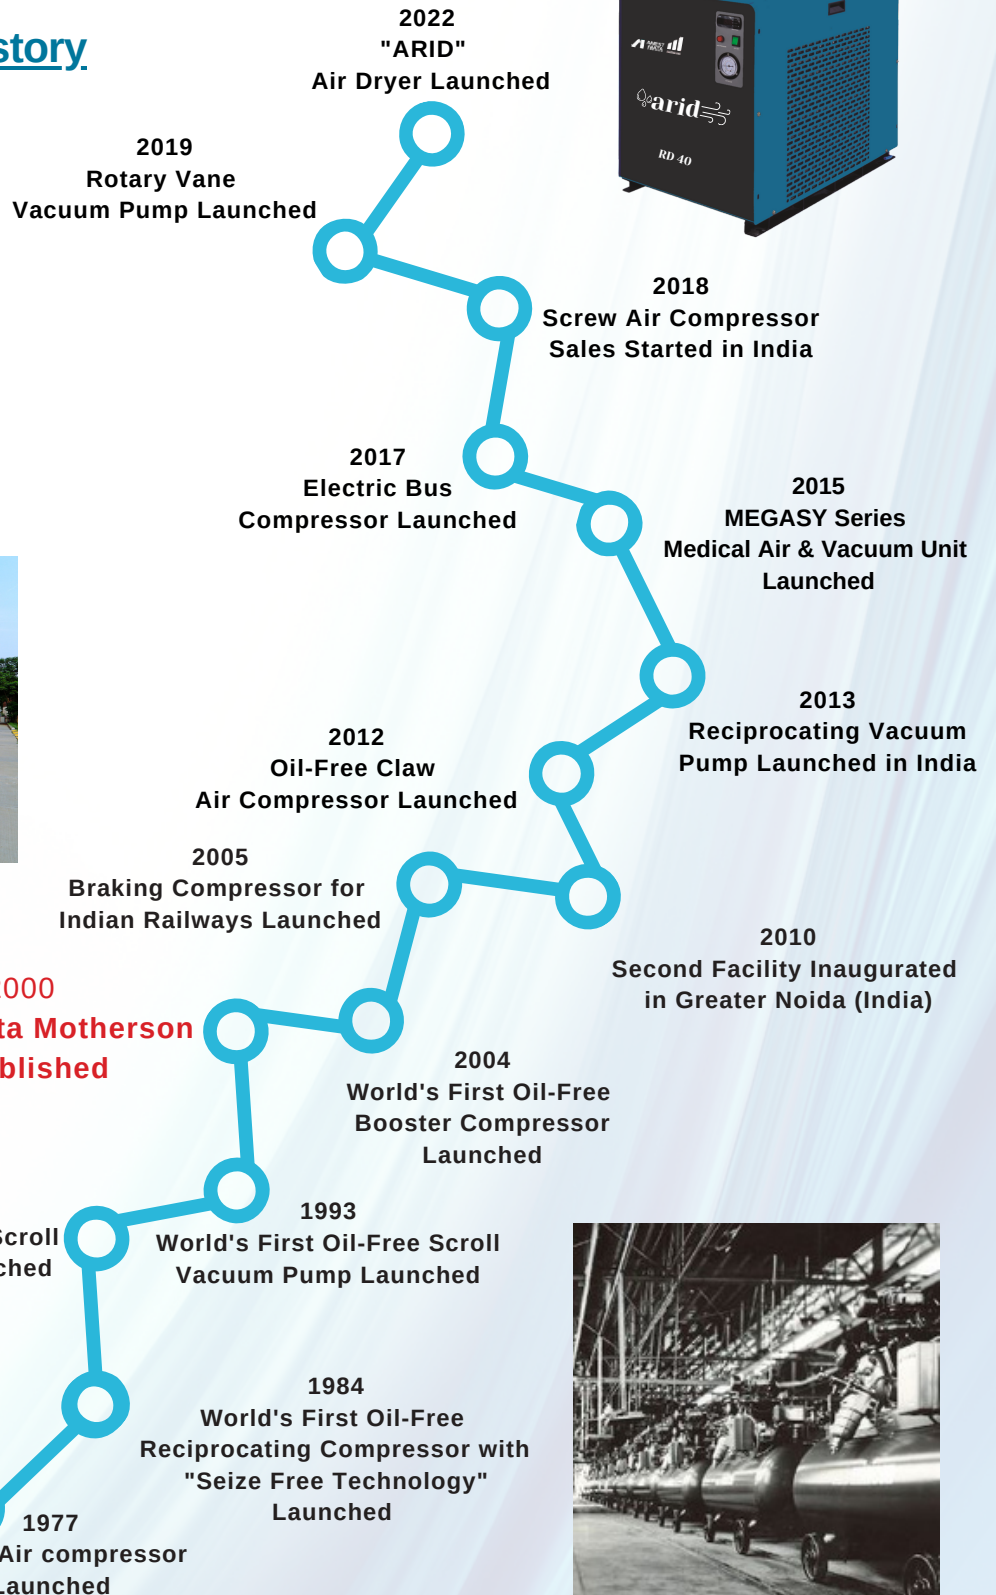 story
2022
"ARID"
Air Dryer Launched
arid
RD 40
2019
Rotary Vane
Vacuum Pump Launched
2018
Screw Air Compressor
Sales Started in India
2017
Electric Bus
Compressor Launched
2015
MEGASY Series
Medical Air & Vacuum Unit
Launched
2013
Reciprocating Vacuum
Pump Launched in India
2012
Oil-Free Claw
Air Compressor Launched
2005
Braking Compressor for
Indian Railways Launched
2010
Second Facility Inaugurated
in Greater Noida (India)
2000
ta Motherson
blished
2004
World's First Oil-Free
Booster Compressor
Launched
1993
World's First Oil-Free Scroll
Vacuum Pump Launched
Scroll
ched
1984
World's First Oil-Free
Reciprocating Compressor with
"Seize Free Technology"
Launched
1977
Air compressor
Launched